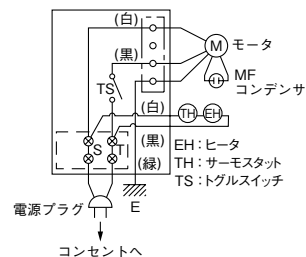 (白)
(黒)
M
モータ
MF
コンデンサ
TS
(白)
TH
EH
S
T
(黒)
(緑)
EH:ヒータ
TH:サーモスタット
TS:トグルスイッチ
電源プラグ
E
コンセントへ